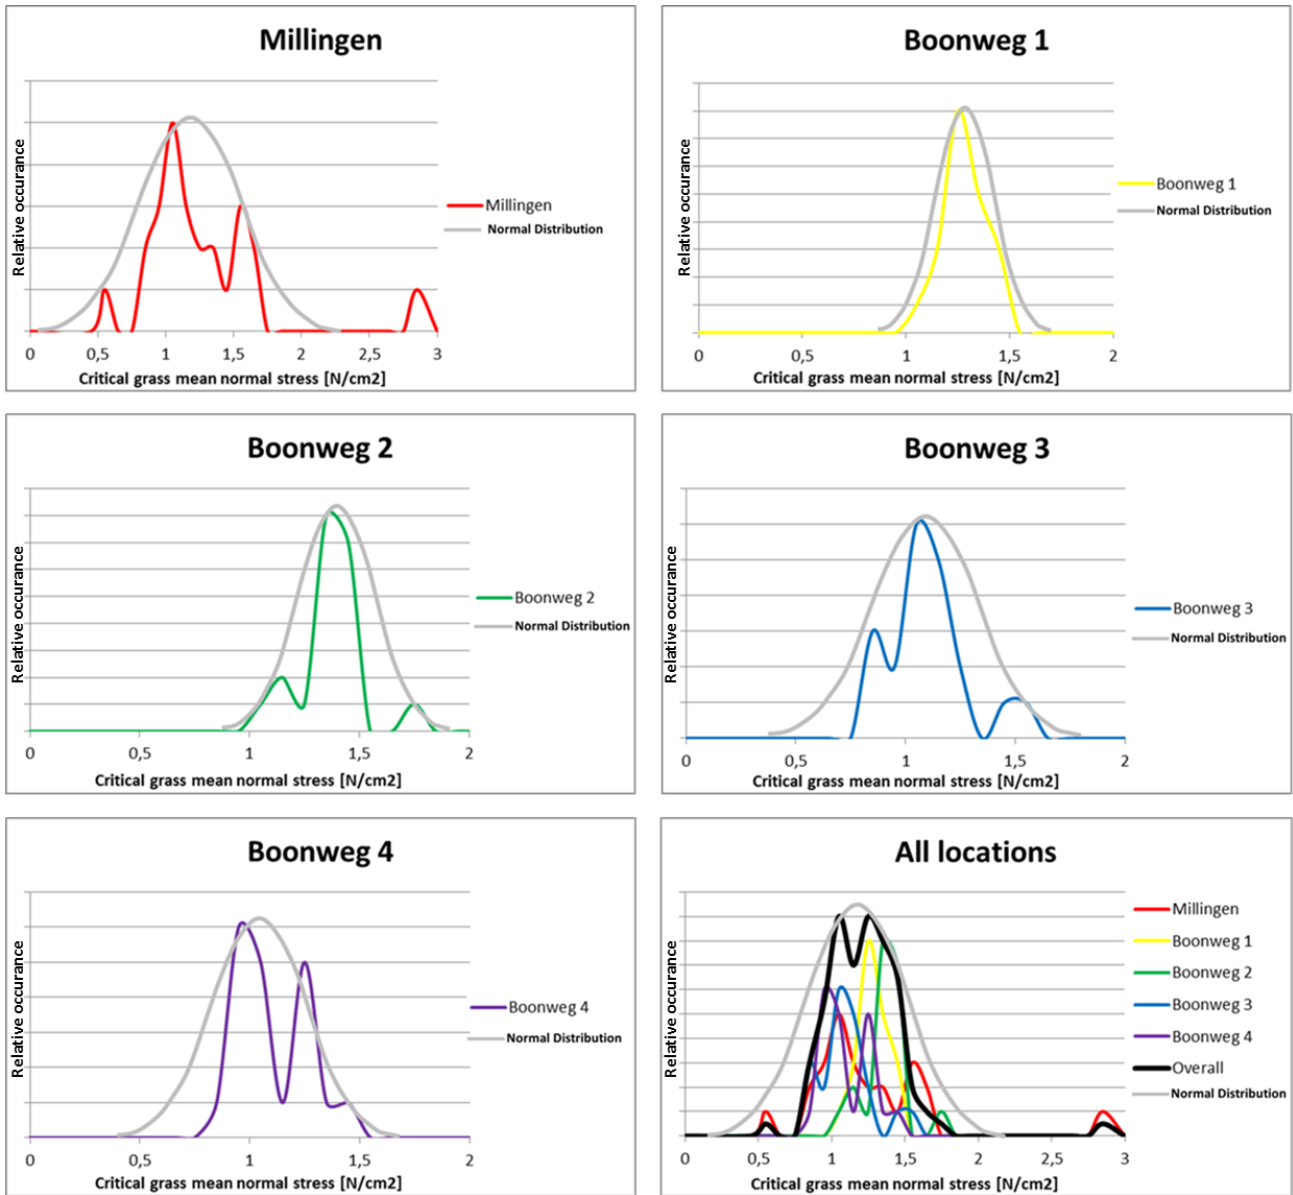 Millingen
Relative occurance
Millingen
Normal Distribution
0 0,5 1 1,5 2 2,5 3
Critical grass mean normal stress [N/cm2]
Boonweg 1
Relative occurance
Boonweg 1
Normal Distribution
0 0,5 1 1,5 2
Critical grass mean normal stress [N/cm2]
Boonweg 2
Relative occurance
Boonweg 2
Normal Distribution
0 0,5 1 1,5 2
Critical grass mean normal stress [N/cm2]
Boonweg 3
Relative occurance
Boonweg 3
Normal Distribution
0 0,5 1 1,5 2
Critical grass mean normal stress [N/cm2]
Boonweg 4
Relative occurance
Boonweg 4
Normal Distribution
0 0,5 1 1,5 2
Critical grass mean normal stress [N/cm2]
All locations
Relative occurance
Millingen
Boonweg 1
Boonweg 2
Boonweg 3
Boonweg 4
Overall
Normal Distribution
0 0,5 1 1,5 2 2,5 3
Critical grass mean normal stress [N/cm2]